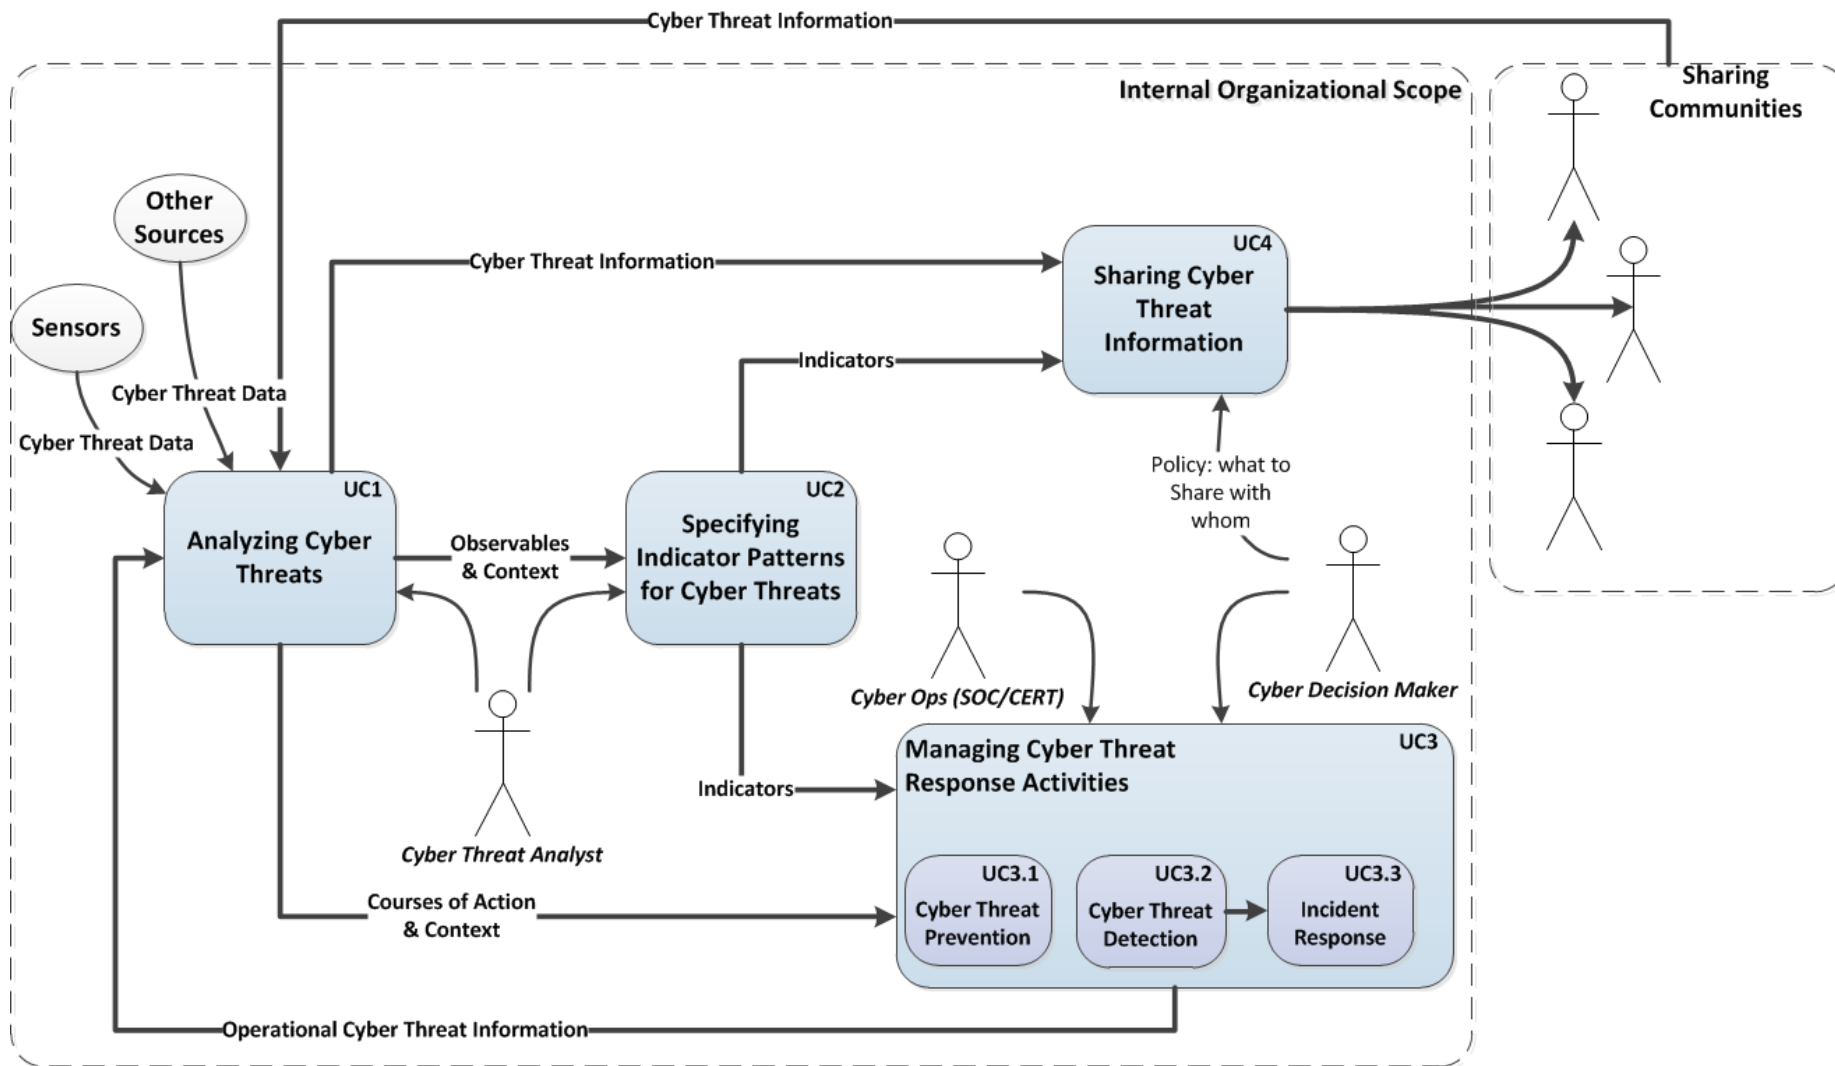 Cyber Threat Information
Internal Organizational Scope
Sharing
Communities
Other
Sources
Sensors
Cyber Threat Data
Cyber Threat Data
Cyber Threat Information
UC4
Sharing Cyber
Threat
Information
Indicators
Policy: what to
Share with
whom
UC1
Analyzing Cyber
Threats
Observables
& Context
UC2
Specifying
Indicator Patterns
for Cyber Threats
Cyber Ops (SOC/CERT)
Cyber Decision Maker
Cyber Threat Analyst
Indicators
UC3
Managing Cyber Threat
Response Activities
UC3.1
Cyber Threat
Prevention
UC3.2
Cyber Threat
Detection
UC3.3
Incident
Response
Courses of Action
& Context
Operational Cyber Threat Information